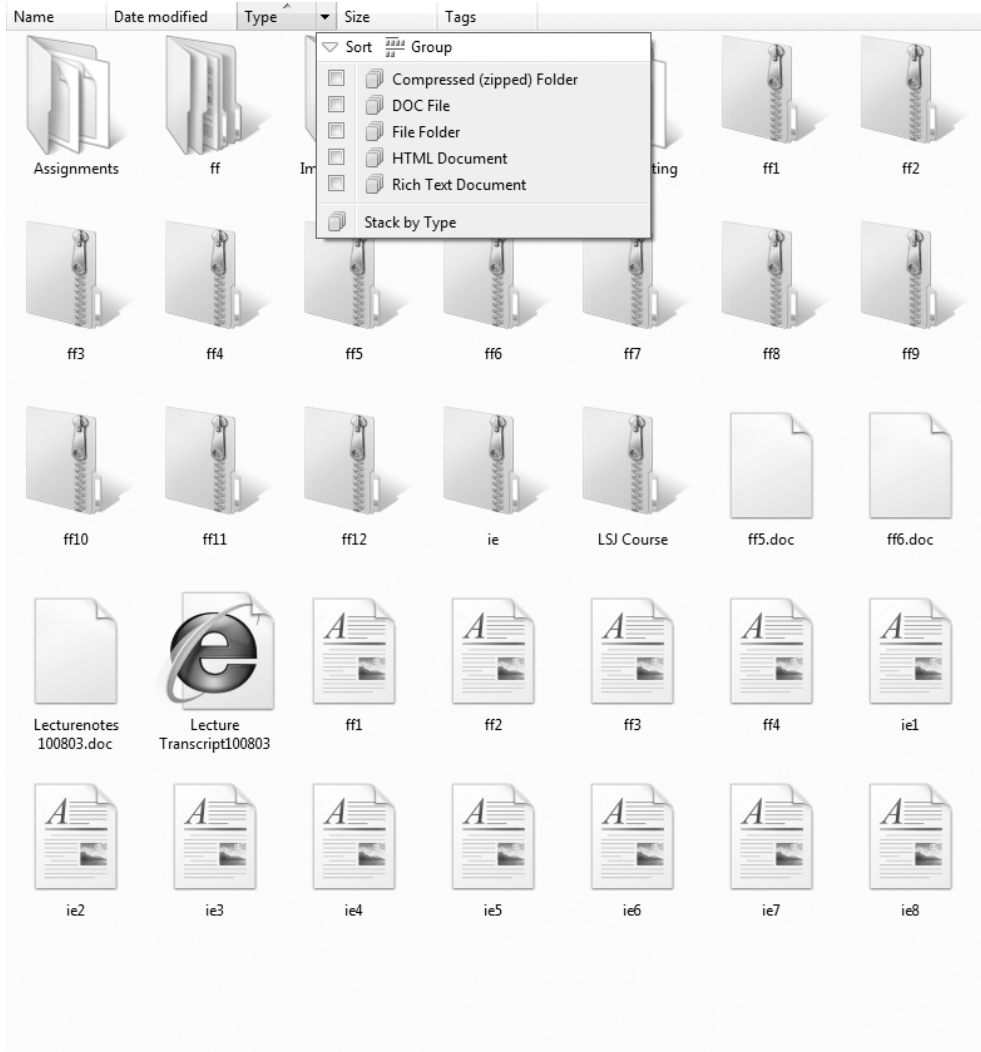 Name Date modified Type Size Tags
Sort Group
Compressed (zipped) Folder
DOC File
File Folder
HTML Document
Rich Text Document
Stack by Type
Assignments ff Im ting ff1 ff2
ff3 ff4 ff5 ff6 ff7 ff8 ff9
ff10 ff11 ff12 ie LSJ Course ff5.doc ff6.doc
Lecturenotes Lecture ff1 ff2 ff3 ff4 ie1
100803.doc Transcript100803
ie2 ie3 ie4 ie5 ie6 ie7 ie8